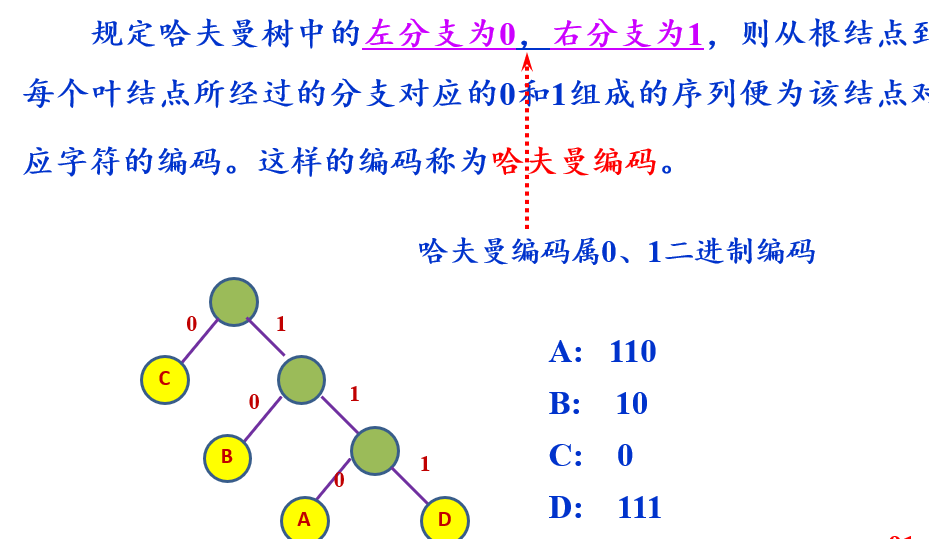 规定哈夫曼树中的左分支为0，右分支为1，则从根结点到
每个叶结点所经过的分支对应的0和1组成的序列便为该结点对
应字符的编码。这样的编码称为哈夫曼编码。
哈夫曼编码属0、1二进制编码
0 1
C
0 1
B
0 1
A D
A: 110
B: 10
C: 0
D: 111